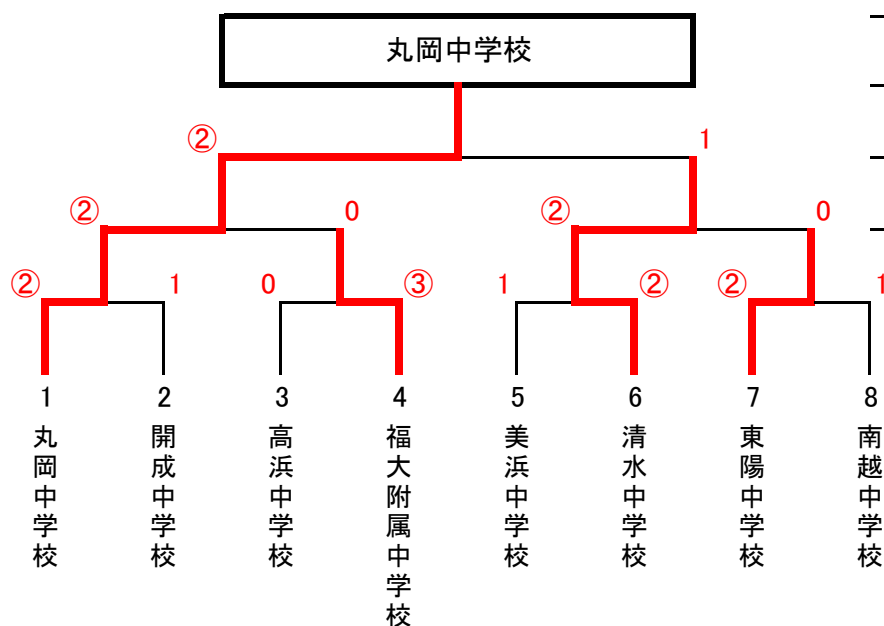 丸岡中学校
② 1
② 0 ② 0
② 1 0 ③ 1 ② ② 1
1 2 3 4 5 6 7 8
丸岡中学校
開成中学校
高浜中学校
福大附属中学校
美浜中学校
清水中学校
東陽中学校
南越中学校